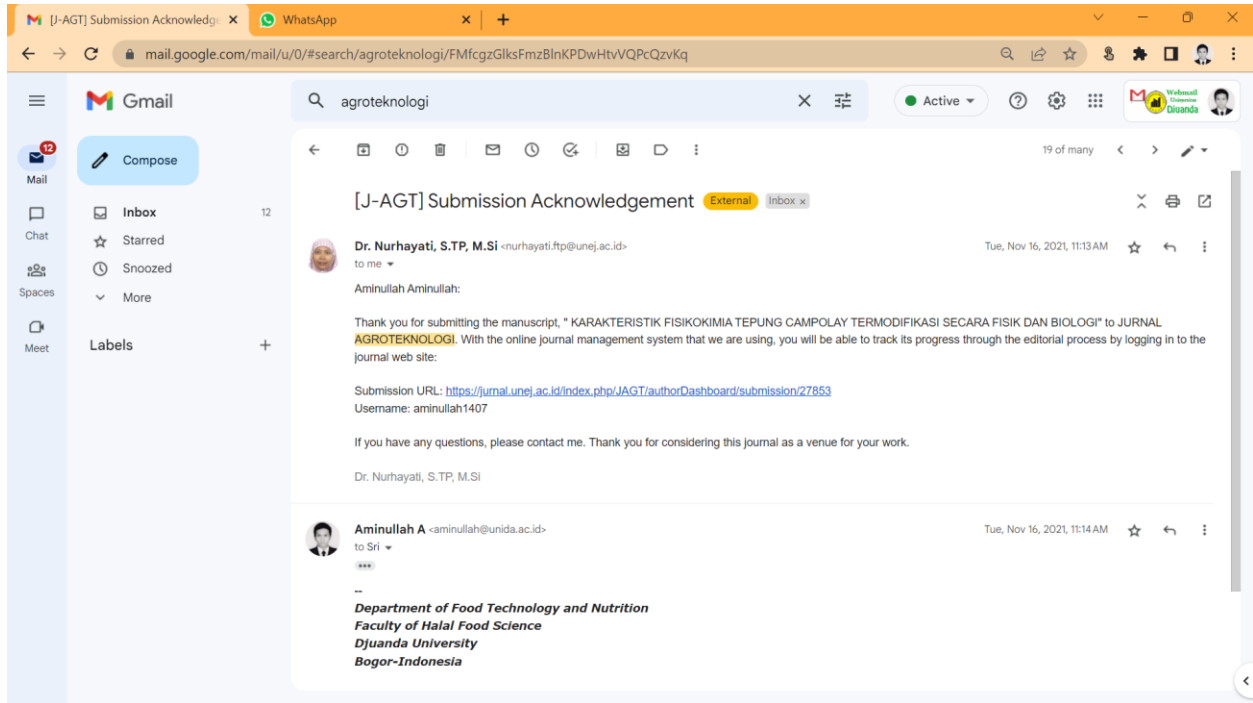 [J-AGT] Submission Acknowledge
WhatsApp
mail.google.com/mail/u/0/#search/agroteknologi/FMfcgzGlksFmzBlnKPDwHtvVQPcQzvKq
Gmail
agroteknologi
Active
Webmail
Djuanda
12
Mail
Chat
Spaces
Meet
Compose
Inbox 12
Starred
Snoozed
More
Labels
19 of many
[J-AGT] Submission Acknowledgement External Inbox x
Dr. Nurhayati, S.TP, M.Si <nurhayati.ftp@unej.ac.id> Tue, Nov 16, 2021, 11:13 AM
to me
Aminullah Aminullah:
Thank you for submitting the manuscript, " KARAKTERISTIK FISIKOKIMIA TEPUNG CAMPOLAY TERMODIFIKASI SECARA FISIK DAN BIOLOGI" to JURNAL
AGROTEKNOLOGI. With the online journal management system that we are using, you will be able to track its progress through the editorial process by logging in to the
journal web site:
Submission URL: https://jurnal.unej.ac.id/index.php/JAGT/authorDashboard/submission/27853
Username: aminullah1407
If you have any questions, please contact me. Thank you for considering this journal as a venue for your work.
Dr. Nurhayati, S.TP, M.Si
Aminullah A <aminullah@unida.ac.id> Tue, Nov 16, 2021, 11:14 AM
to Sri
--
Department of Food Technology and Nutrition
Faculty of Halal Food Science
Djuanda University
Bogor-Indonesia